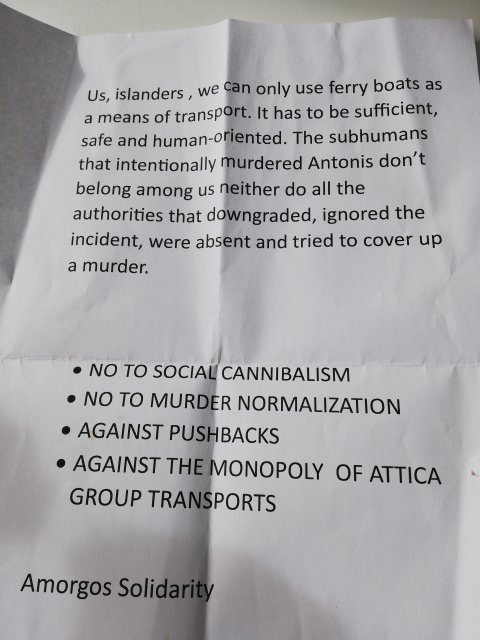 Us, islanders , we can only use ferry boats as
a means of transport. It has to be sufficient,
safe and human-oriented. The subhumans
that intentionally murdered Antonis don't
belong among us neither do all the
authorities that downgraded, ignored the
incident, were absent and tried to cover up
a murder.
• NO TO SOCIAL CANNIBALISM
• NO TO MURDER NORMALIZATION
• AGAINST PUSHBACKS
• AGAINST THE MONOPOLY OF ATTICA
GROUP TRANSPORTS
Amorgos Solidarity